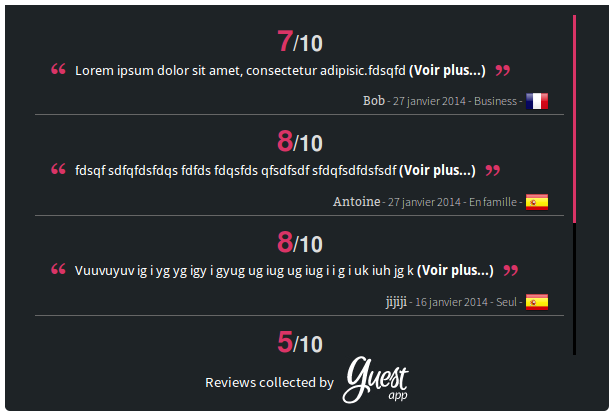 7/10
“ Lorem ipsum dolor sit amet, consectetur adipisic.fdsqfd (Voir plus...) ”
Bob - 27 janvier 2014 - Business -
8/10
“ fdsqf sdfqfdsfdqs fdfds fdqsfds qfsdfsdf sfdqfsdfdsfsdf (Voir plus...) ”
Antoine - 27 janvier 2014 - En famille -
8/10
“ Vuuvuyuv ig i yg yg igy i gyug ug iug ug iug i i g i uk iuh jg k (Voir plus...) ”
jijiji - 16 janvier 2014 - Seul -
5/10
Reviews collected by guest app